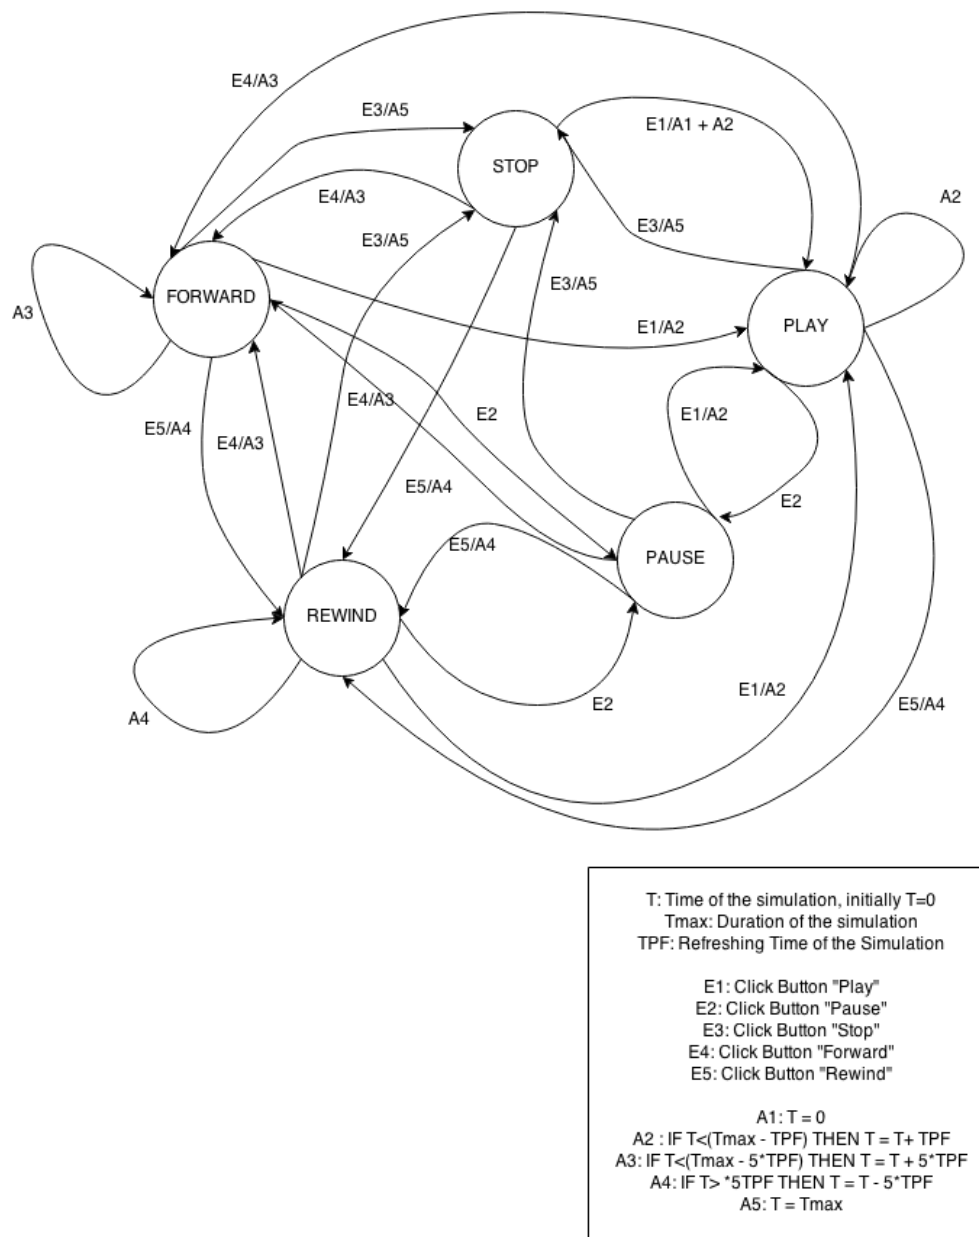 E4/A3
E3/A5
E1/A1 + A2
STOP
E4/A3
A2
E3/A5
E3/A5
E3/A5
FORWARD
A3
E1/A2
PLAY
E4/A3
E2
E1/A2
E5/A4
E4/A3
E5/A4
E2
E5/A4
PAUSE
REWIND
E1/A2
E2
E5/A4
A4
T: Time of the simulation, initially T=0
Tmax: Duration of the simulation
TPF: Refreshing Time of the Simulation
E1: Click Button "Play"
E2: Click Button "Pause"
E3: Click Button "Stop"
E4: Click Button "Forward"
E5: Click Button "Rewind"
A1: T = 0
A2 : IF T<(Tmax - TPF) THEN T = T+ TPF
A3: IF T<(Tmax - 5*TPF) THEN T = T + 5*TPF
A4: IF T> *5TPF THEN T = T - 5*TPF
A5: T = Tmax